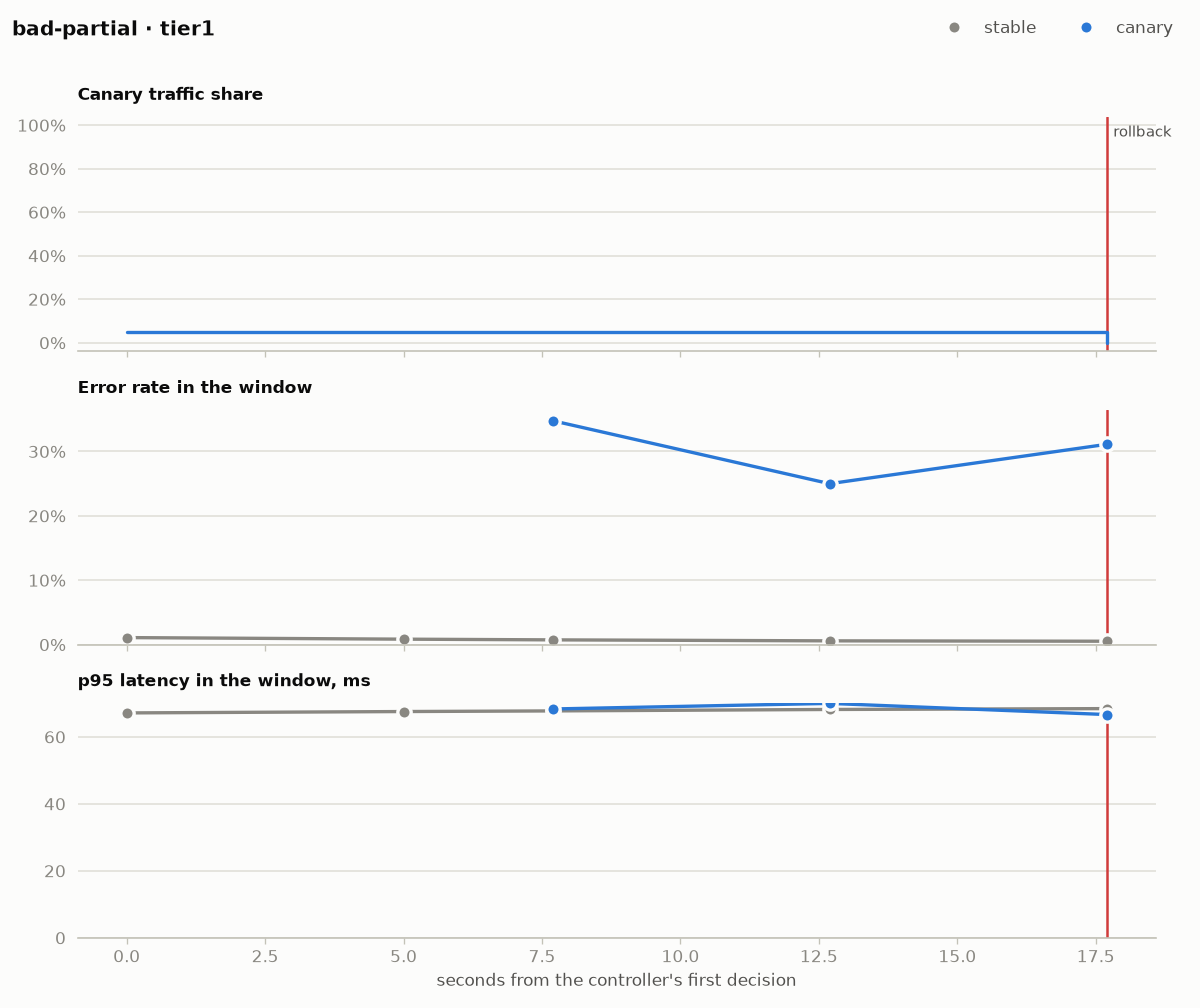 bad-partial · tier1
stable
canary
Canary traffic share
100%
80%
60%
40%
20%
0%
rollback
Error rate in the window
30%
20%
10%
0%
p95 latency in the window, ms
60
40
20
0
0.0 2.5 5.0 7.5 10.0 12.5 15.0 17.5
seconds from the controller's first decision